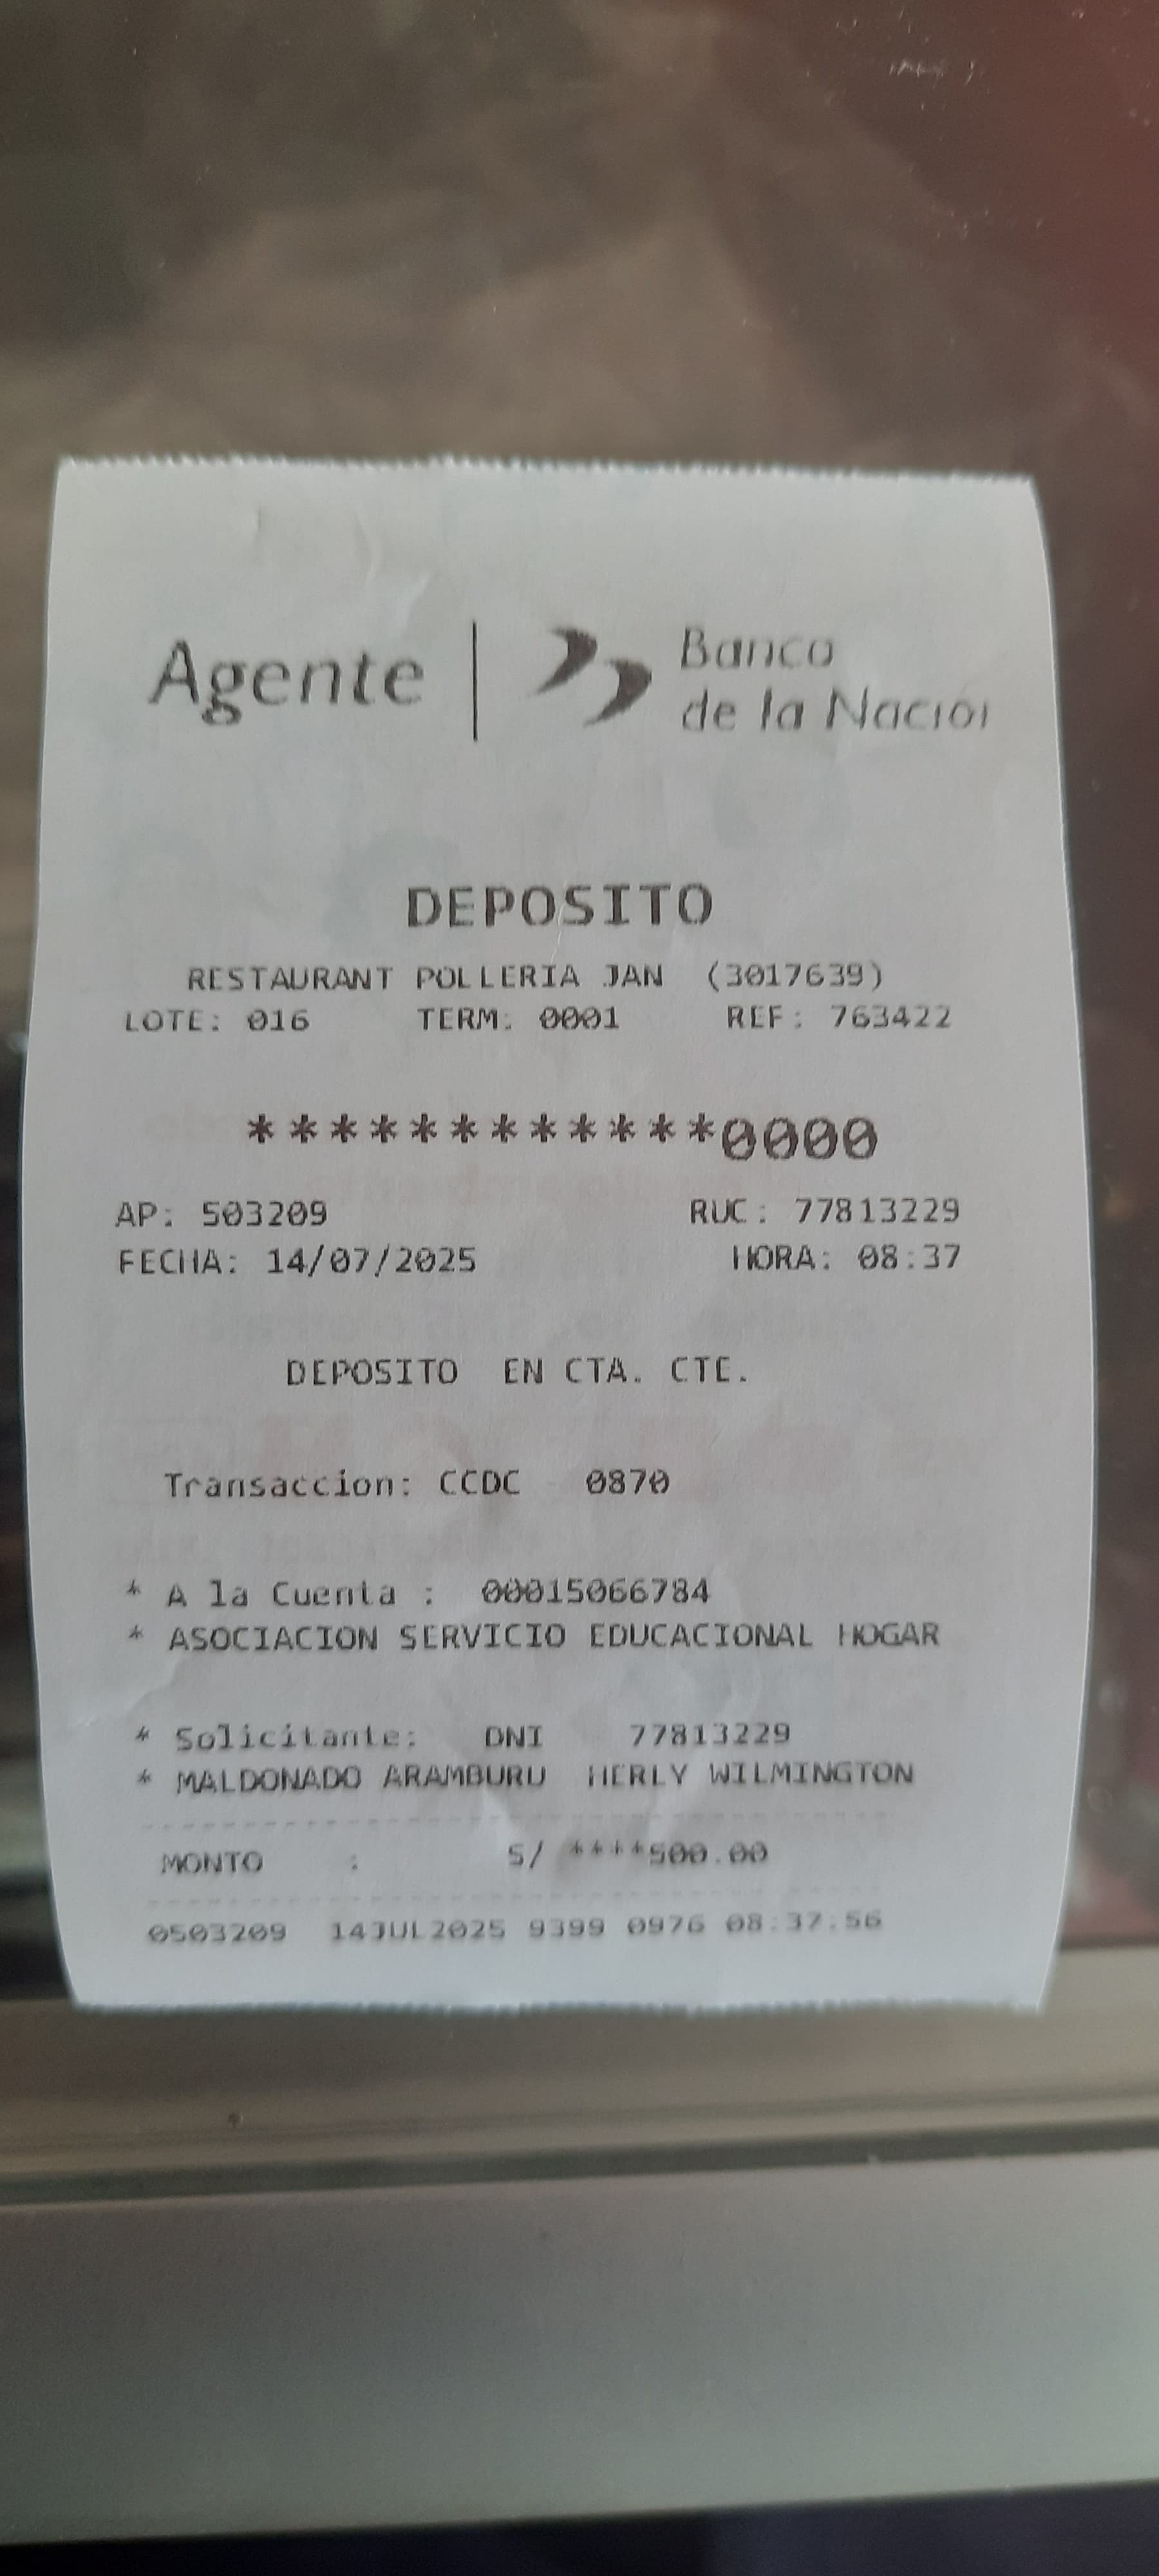 Agente | Banco
de la Nación
DEPOSITO
RESTAURANT POLLERIA JAN (3017639)
LOTE: 016 TERM: 0001 REF: 763422
************0000
AP: 503209 RUC: 77813229
FECHA: 14/07/2025 HORA: 08:37
DEPOSITO EN CTA. CTE.
Transaccion: CCDC 0870
* A la Cuenta : 00015066784
* ASOCIACION SERVICIO EDUCACIONAL HOGAR
* Solicitante: DNI 77813229
* MALDONADO ARAMBURU HERLY WILMINGTON
MONTO : S/ ****500.00
0503209 14JUL2025 9399 0976 08:37:56